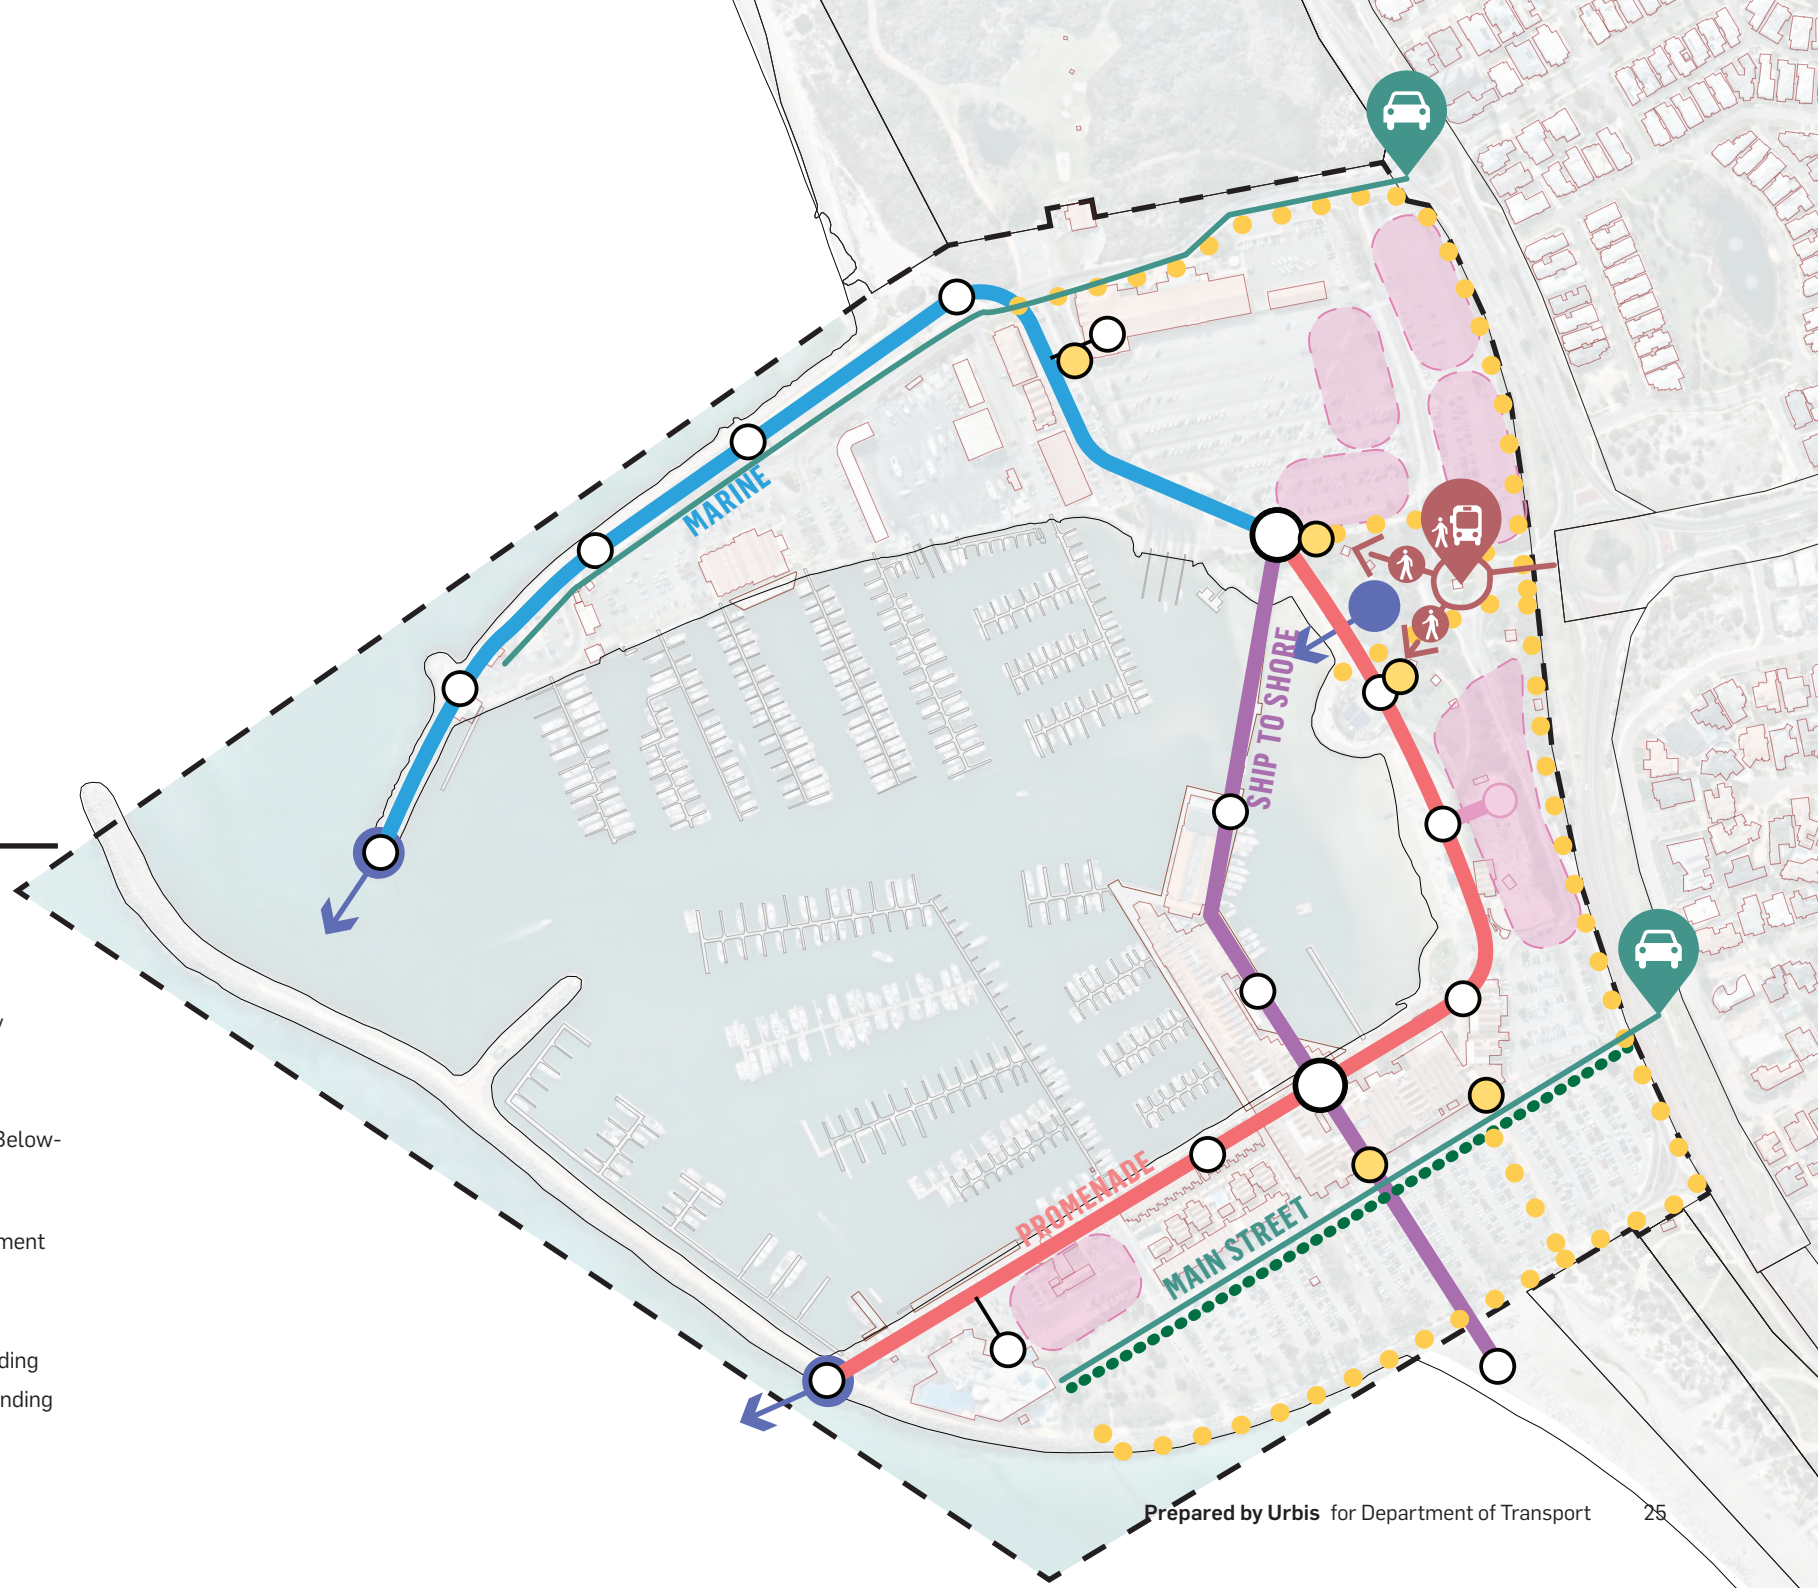 MARINE
SHIP TO SHORE
y
Below-
PROMENADE
MAIN STREET
ment
ding
nding
Prepared by Urbis for Department of Transport 25